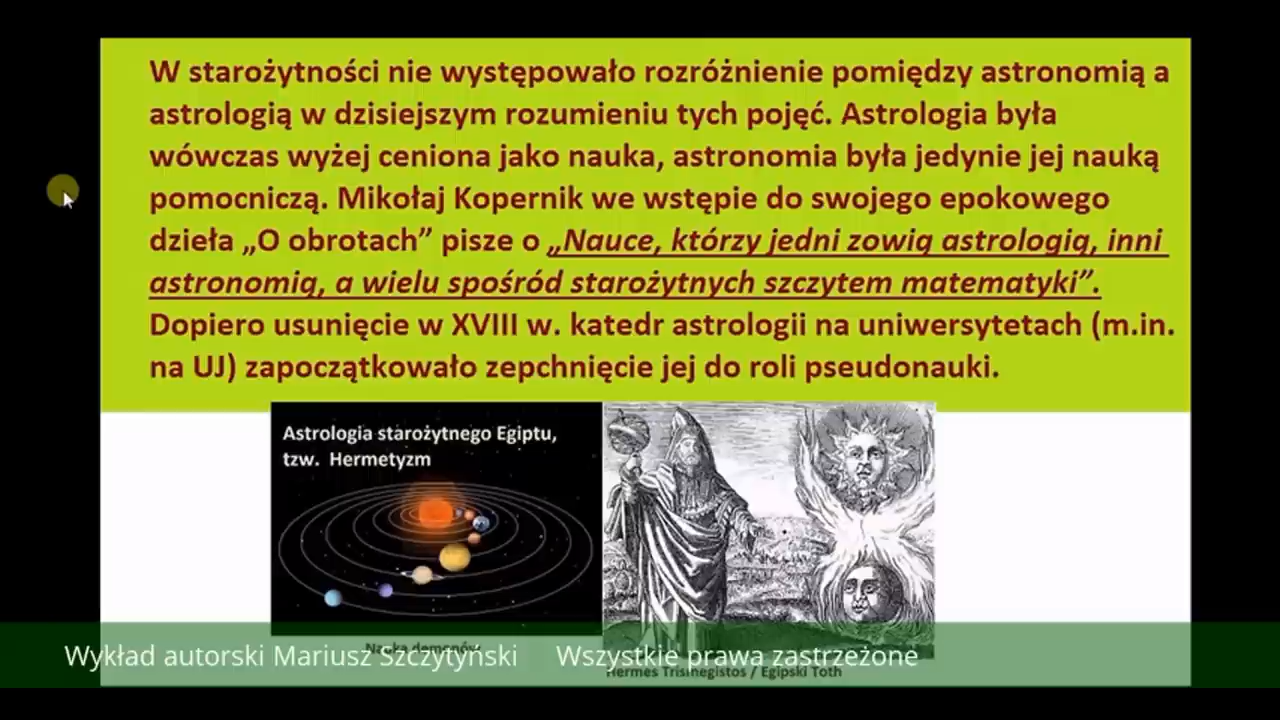 W starożytności nie występowało rozróżnienie pomiędzy astronomią a
astrologią w dzisiejszym rozumieniu tych pojęć. Astrologia była
wówczas wyżej ceniona jako nauka, astronomia była jedynie jej nauką
pomocniczą. Mikołaj Kopernik we wstępie do swojego epokowego
dzieła „O obrotach” pisze o „Nauce, którzy jedni zowią astrologią, inni
astronomią, a wielu spośród starożytnych szczytem matematyki”.
Dopiero usunięcie w XVIII w. katedr astrologii na uniwersytetach (m.in.
na UJ) zapoczątkowało zepchnięcie jej do roli pseudonauki.
Astrologia starożytnego Egiptu,
tzw. Hermetyzm
Nauka demonów
Wykład autorski Mariusz Szczytyński Wszystkie prawa zastrzeżone
Hermes Trismegistos / Egipski Toth